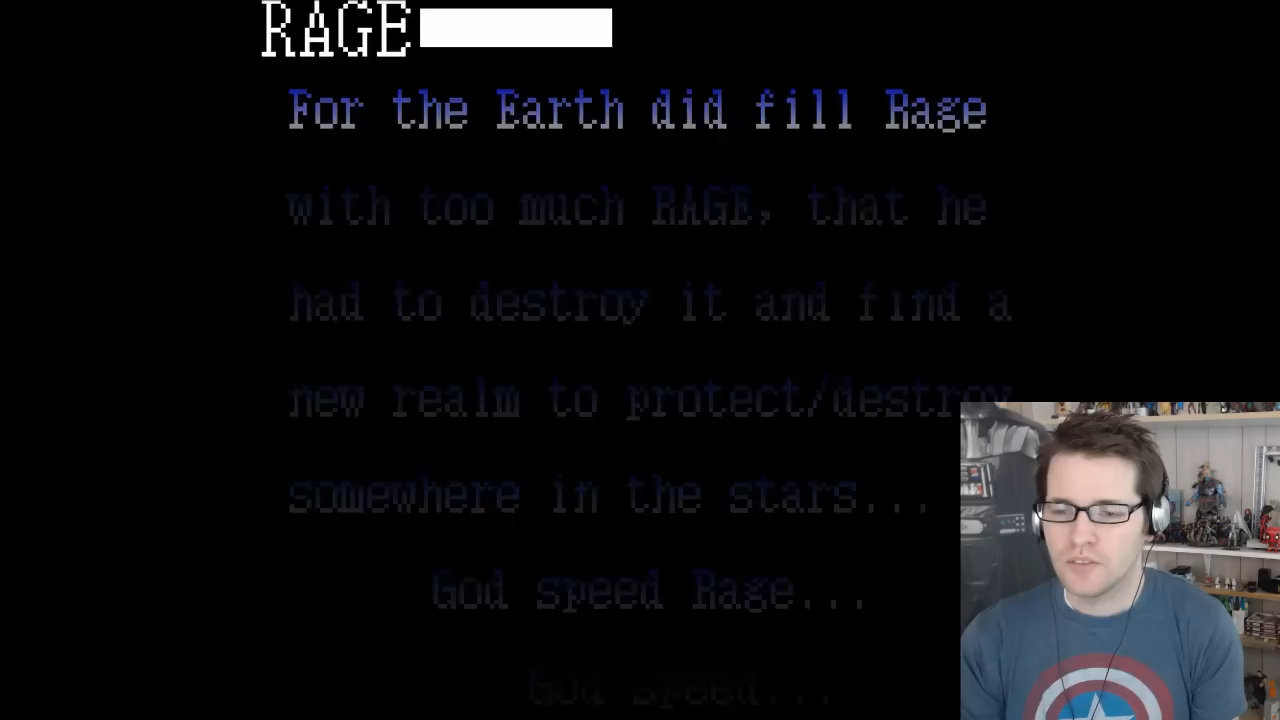 RAGE
For the Earth did fill Rage
with too much RAGE, that he
had to destroy it and find a
new realm to protect/destroy
somewhere in the stars...
God speed Rage...
God speed...